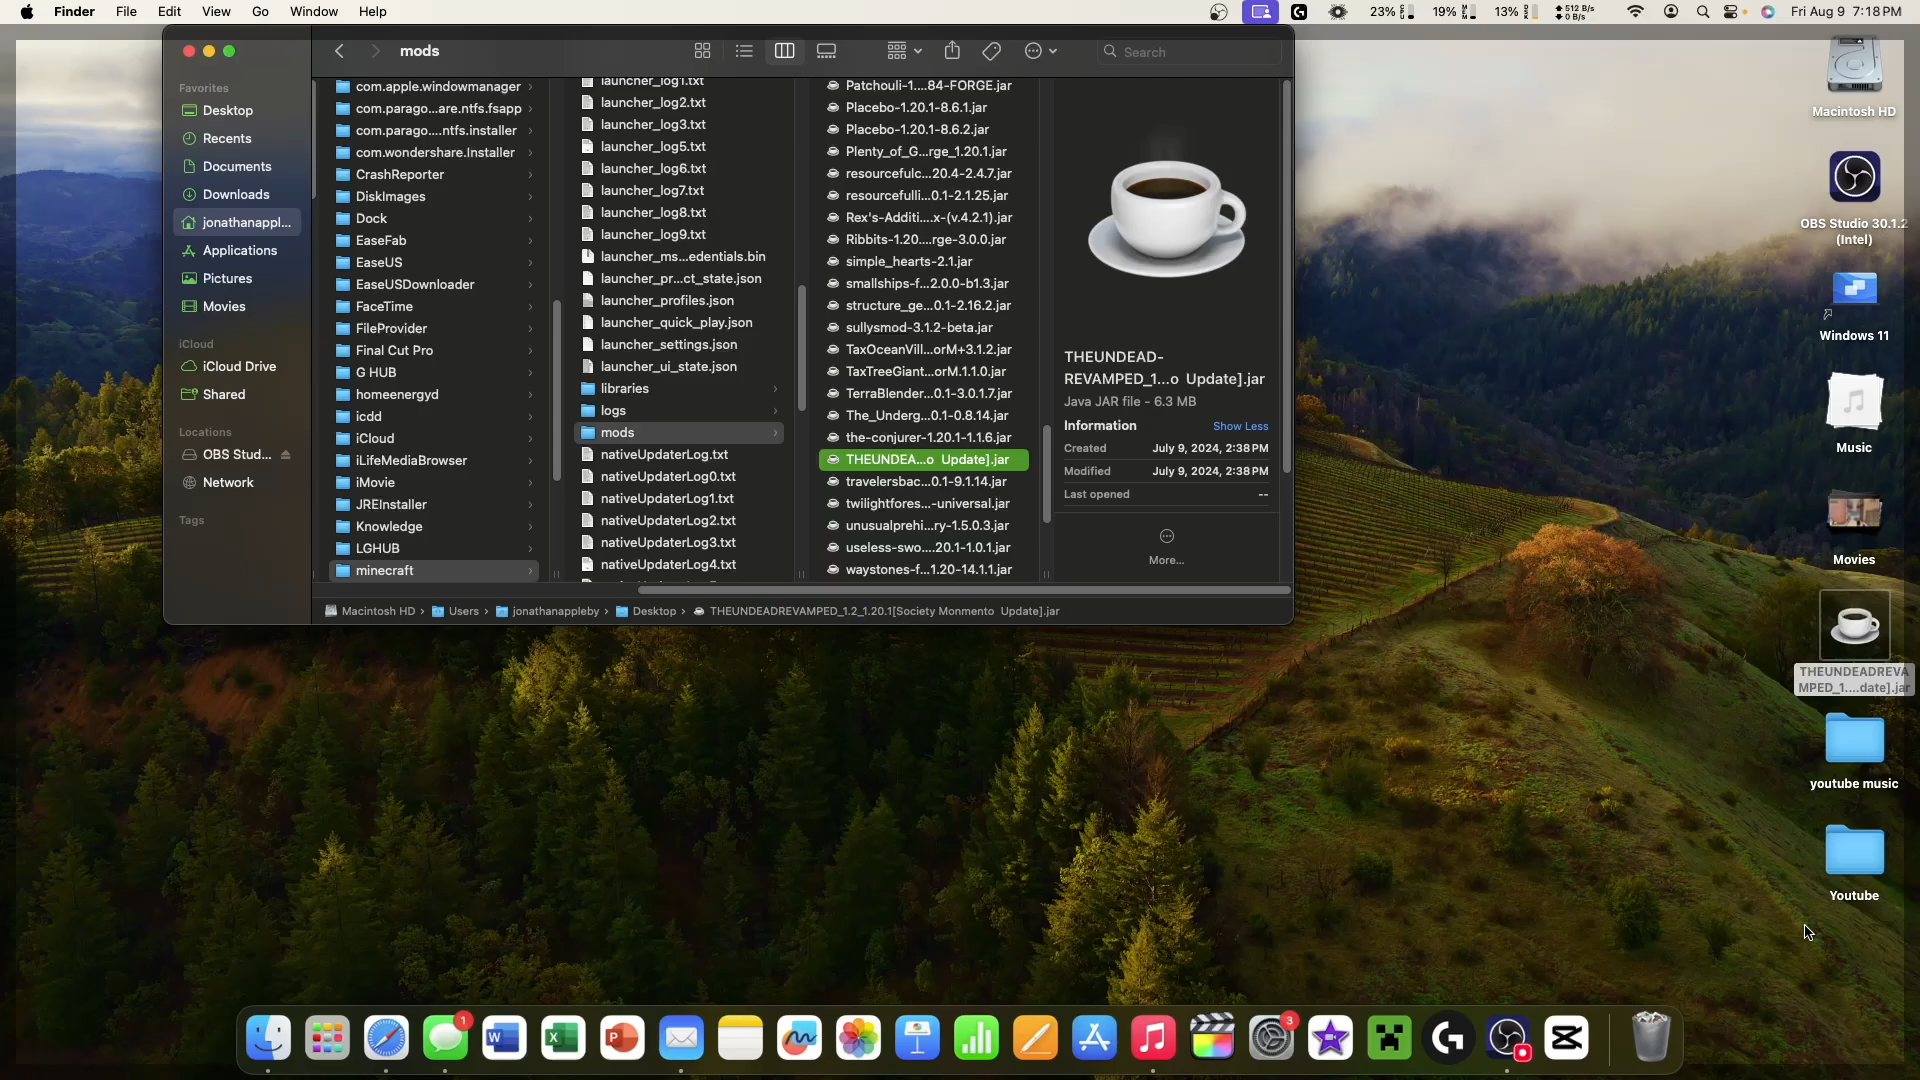 Finder File Edit View Go Window Help
23% 19% 13% 512 B/s 0 B/s Fri Aug 9 7:18 PM
mods
Search
Favorites
Desktop
Recents
Documents
Downloads
jonathanappl...
Applications
Pictures
Movies
iCloud
iCloud Drive
Shared
Locations
OBS Stud...
Network
Tags
com.apple.windowmanager
com.parago...are.ntfs.fsapp
com.parago....ntfs.installer
com.wondershare.Installer
CrashReporter
DiskImages
Dock
EaseFab
EaseUS
EaseUSDownloader
FaceTime
FileProvider
Final Cut Pro
G HUB
homeenergyd
icdd
iCloud
iLifeMediaBrowser
iMovie
JREInstaller
Knowledge
LGHUB
minecraft
launcher_log1.txt
launcher_log2.txt
launcher_log3.txt
launcher_log5.txt
launcher_log6.txt
launcher_log7.txt
launcher_log8.txt
launcher_log9.txt
launcher_ms...edentials.bin
launcher_pr...ct_state.json
launcher_profiles.json
launcher_quick_play.json
launcher_settings.json
launcher_ui_state.json
libraries
logs
mods
nativeUpdaterLog.txt
nativeUpdaterLog0.txt
nativeUpdaterLog1.txt
nativeUpdaterLog2.txt
nativeUpdaterLog3.txt
nativeUpdaterLog4.txt
Patchouli-1....84-FORGE.jar
Placebo-1.20.1-8.6.1.jar
Placebo-1.20.1-8.6.2.jar
Plenty_of_G...rge_1.20.1.jar
resourcefulc...20.4-2.4.7.jar
resourcefulli...0.1-2.1.25.jar
Rex's-Additi....x-(v.4.2.1).jar
Ribbits-1.20....rge-3.0.0.jar
simple_hearts-2.1.jar
smallships-f...2.0.0-b1.3.jar
structure_ge...0.1-2.16.2.jar
sullysmod-3.1.2-beta.jar
TaxOceanVill...orM+3.1.2.jar
TaxTreeGiant...orM.1.1.0.jar
TerraBlender...0.1-3.0.1.7.jar
The_Underg...0.1-0.8.14.jar
the-conjurer-1.20.1-1.1.6.jar
THEUNDEA...o Update].jar
travelersbac...0.1-9.1.14.jar
twilightfores...-universal.jar
unusualprehi...ry-1.5.0.3.jar
useless-swo....20.1-1.0.1.jar
waystones-f...1.20-14.1.1.jar
THEUNDEAD-
REVAMPED_1...o Update].jar
Java JAR file - 6.3 MB
Information Show Less
Created July 9, 2024, 2:38 PM
Modified July 9, 2024, 2:38 PM
Last opened --
More...
Macintosh HD › Users › jonathanappleby › Desktop › THEUNDEADREVAMPED_1.2_1.20.1[Society Monmento Update].jar
Macintosh HD
OBS Studio 30.1.2
(Intel)
Windows 11
Music
Movies
THEUNDEADREVA
MPED_1....date].jar
youtube music
Youtube
1
3